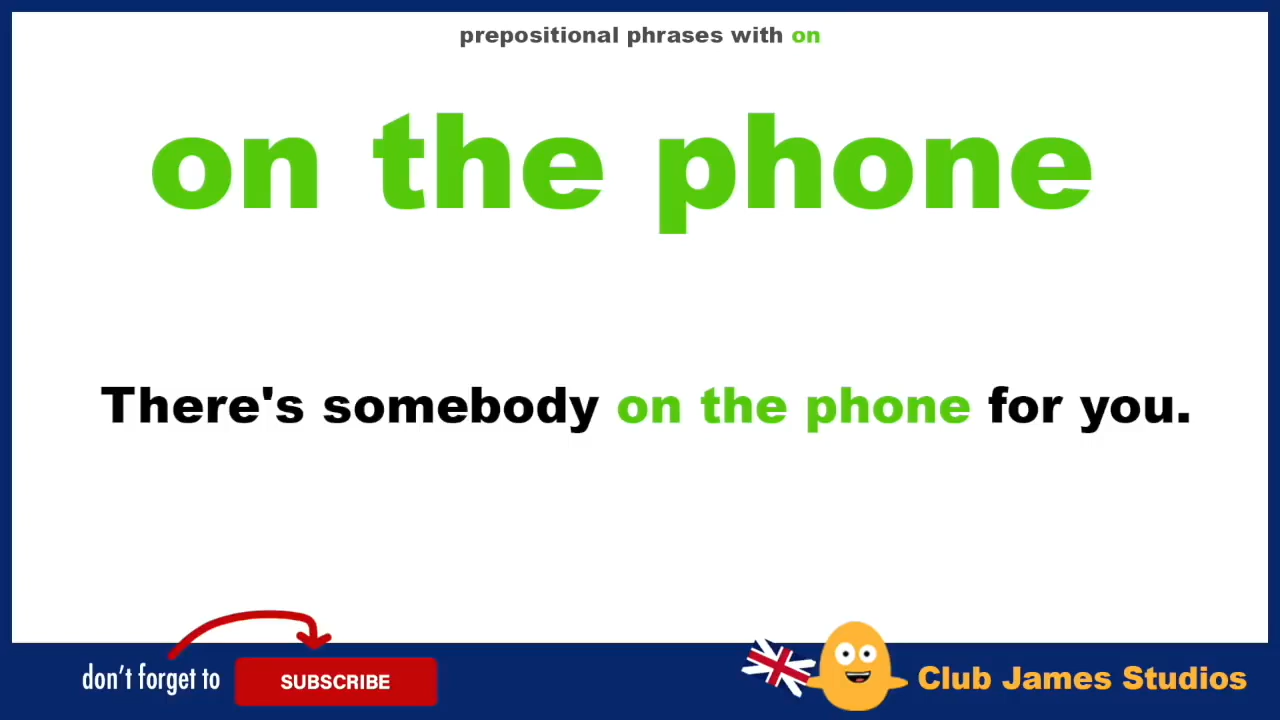 prepositional phrases with on
on the phone
There's somebody on the phone for you.
don't forget to
SUBSCRIBE
Club James Studios